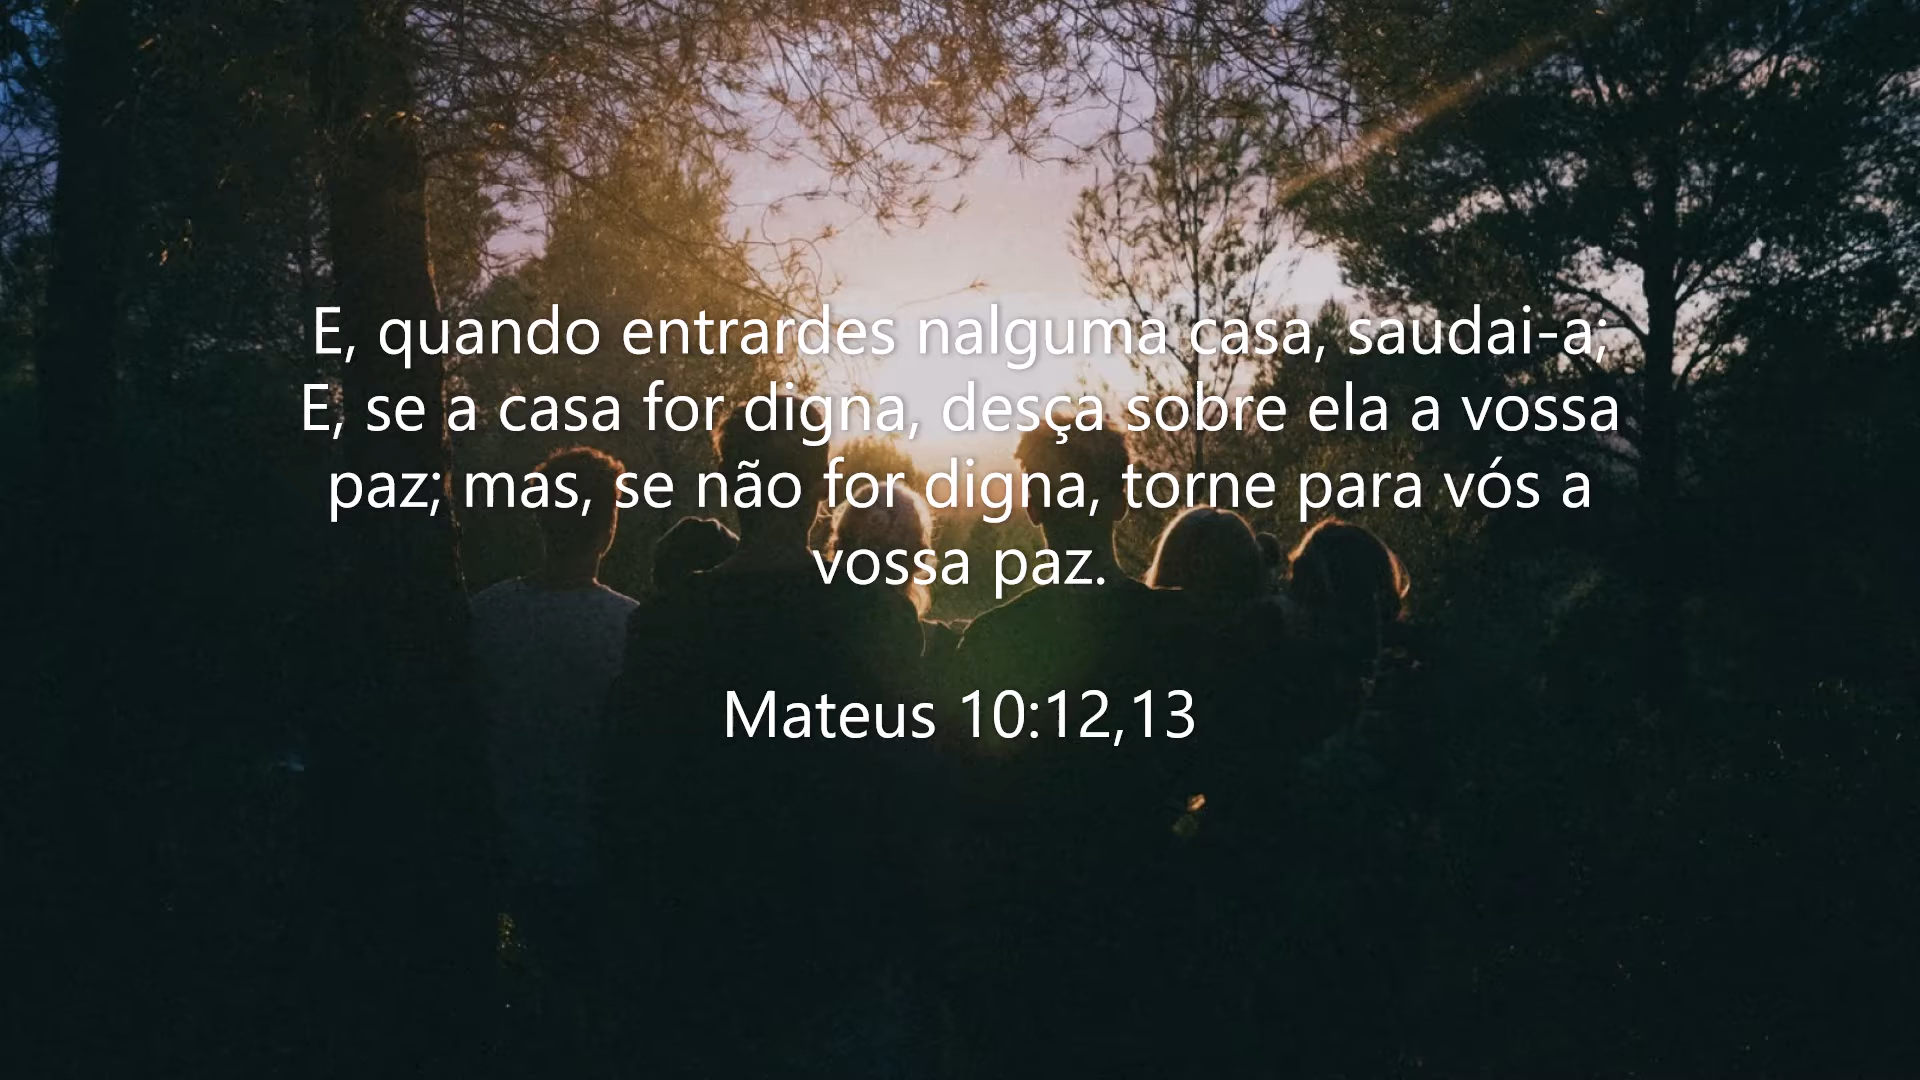 E, quando entrardes nalguma casa, saudai-a;
E, se a casa for digna, desça sobre ela a vossa
paz; mas, se não for digna, torne para vós a
vossa paz.
Mateus 10:12,13